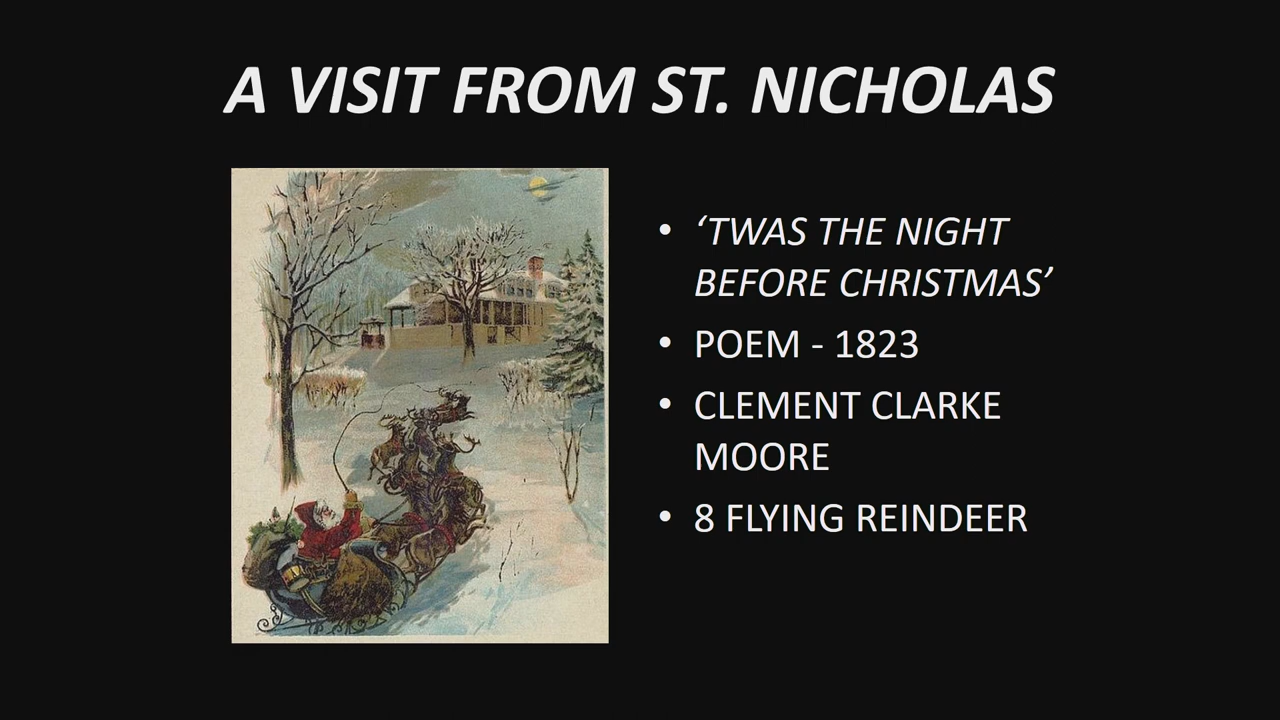 A VISIT FROM ST. NICHOLAS
• ‘TWAS THE NIGHT
BEFORE CHRISTMAS’
• POEM - 1823
• CLEMENT CLARKE
MOORE
• 8 FLYING REINDEER